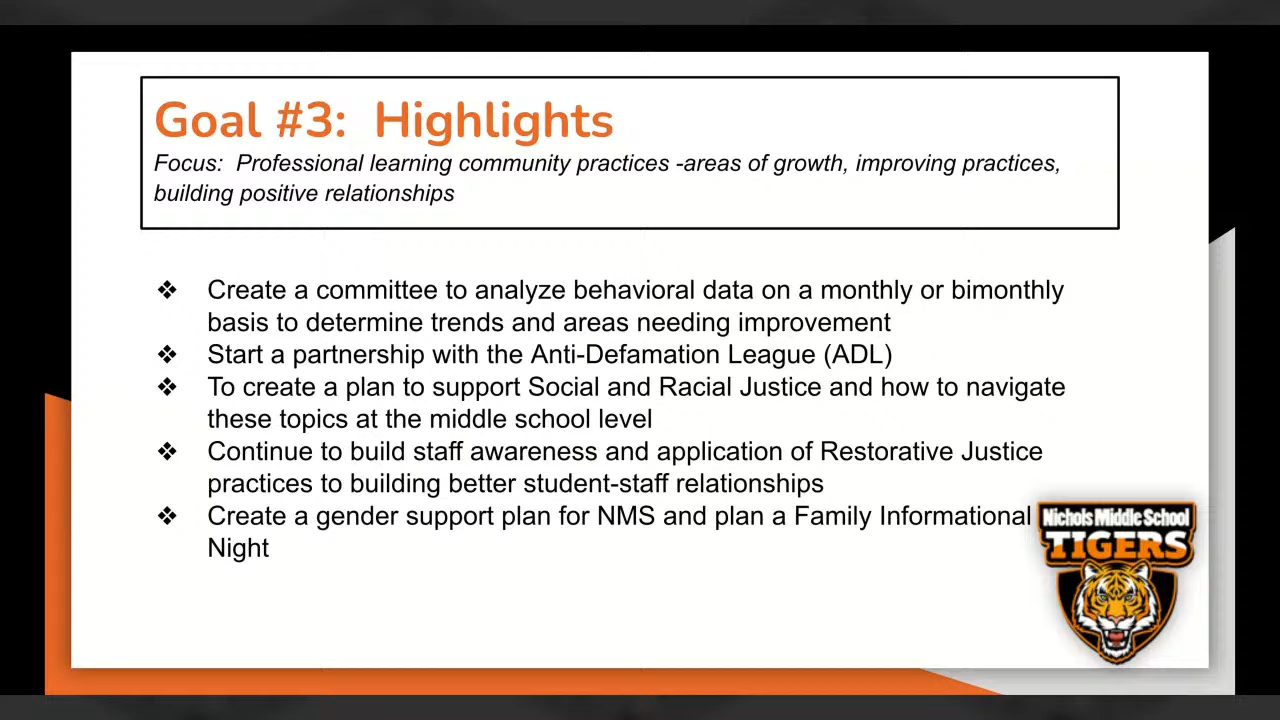 Goal #3:  Highlights
Focus:  Professional learning community practices -areas of growth, improving practices,
building positive relationships
❖ Create a committee to analyze behavioral data on a monthly or bimonthly
basis to determine trends and areas needing improvement
❖ Start a partnership with the Anti-Defamation League (ADL)
❖ To create a plan to support Social and Racial Justice and how to navigate
these topics at the middle school level
❖ Continue to build staff awareness and application of Restorative Justice
practices to building better student-staff relationships
❖ Create a gender support plan for NMS and plan a Family Informational
Night
Nichols Middle School
TIGERS